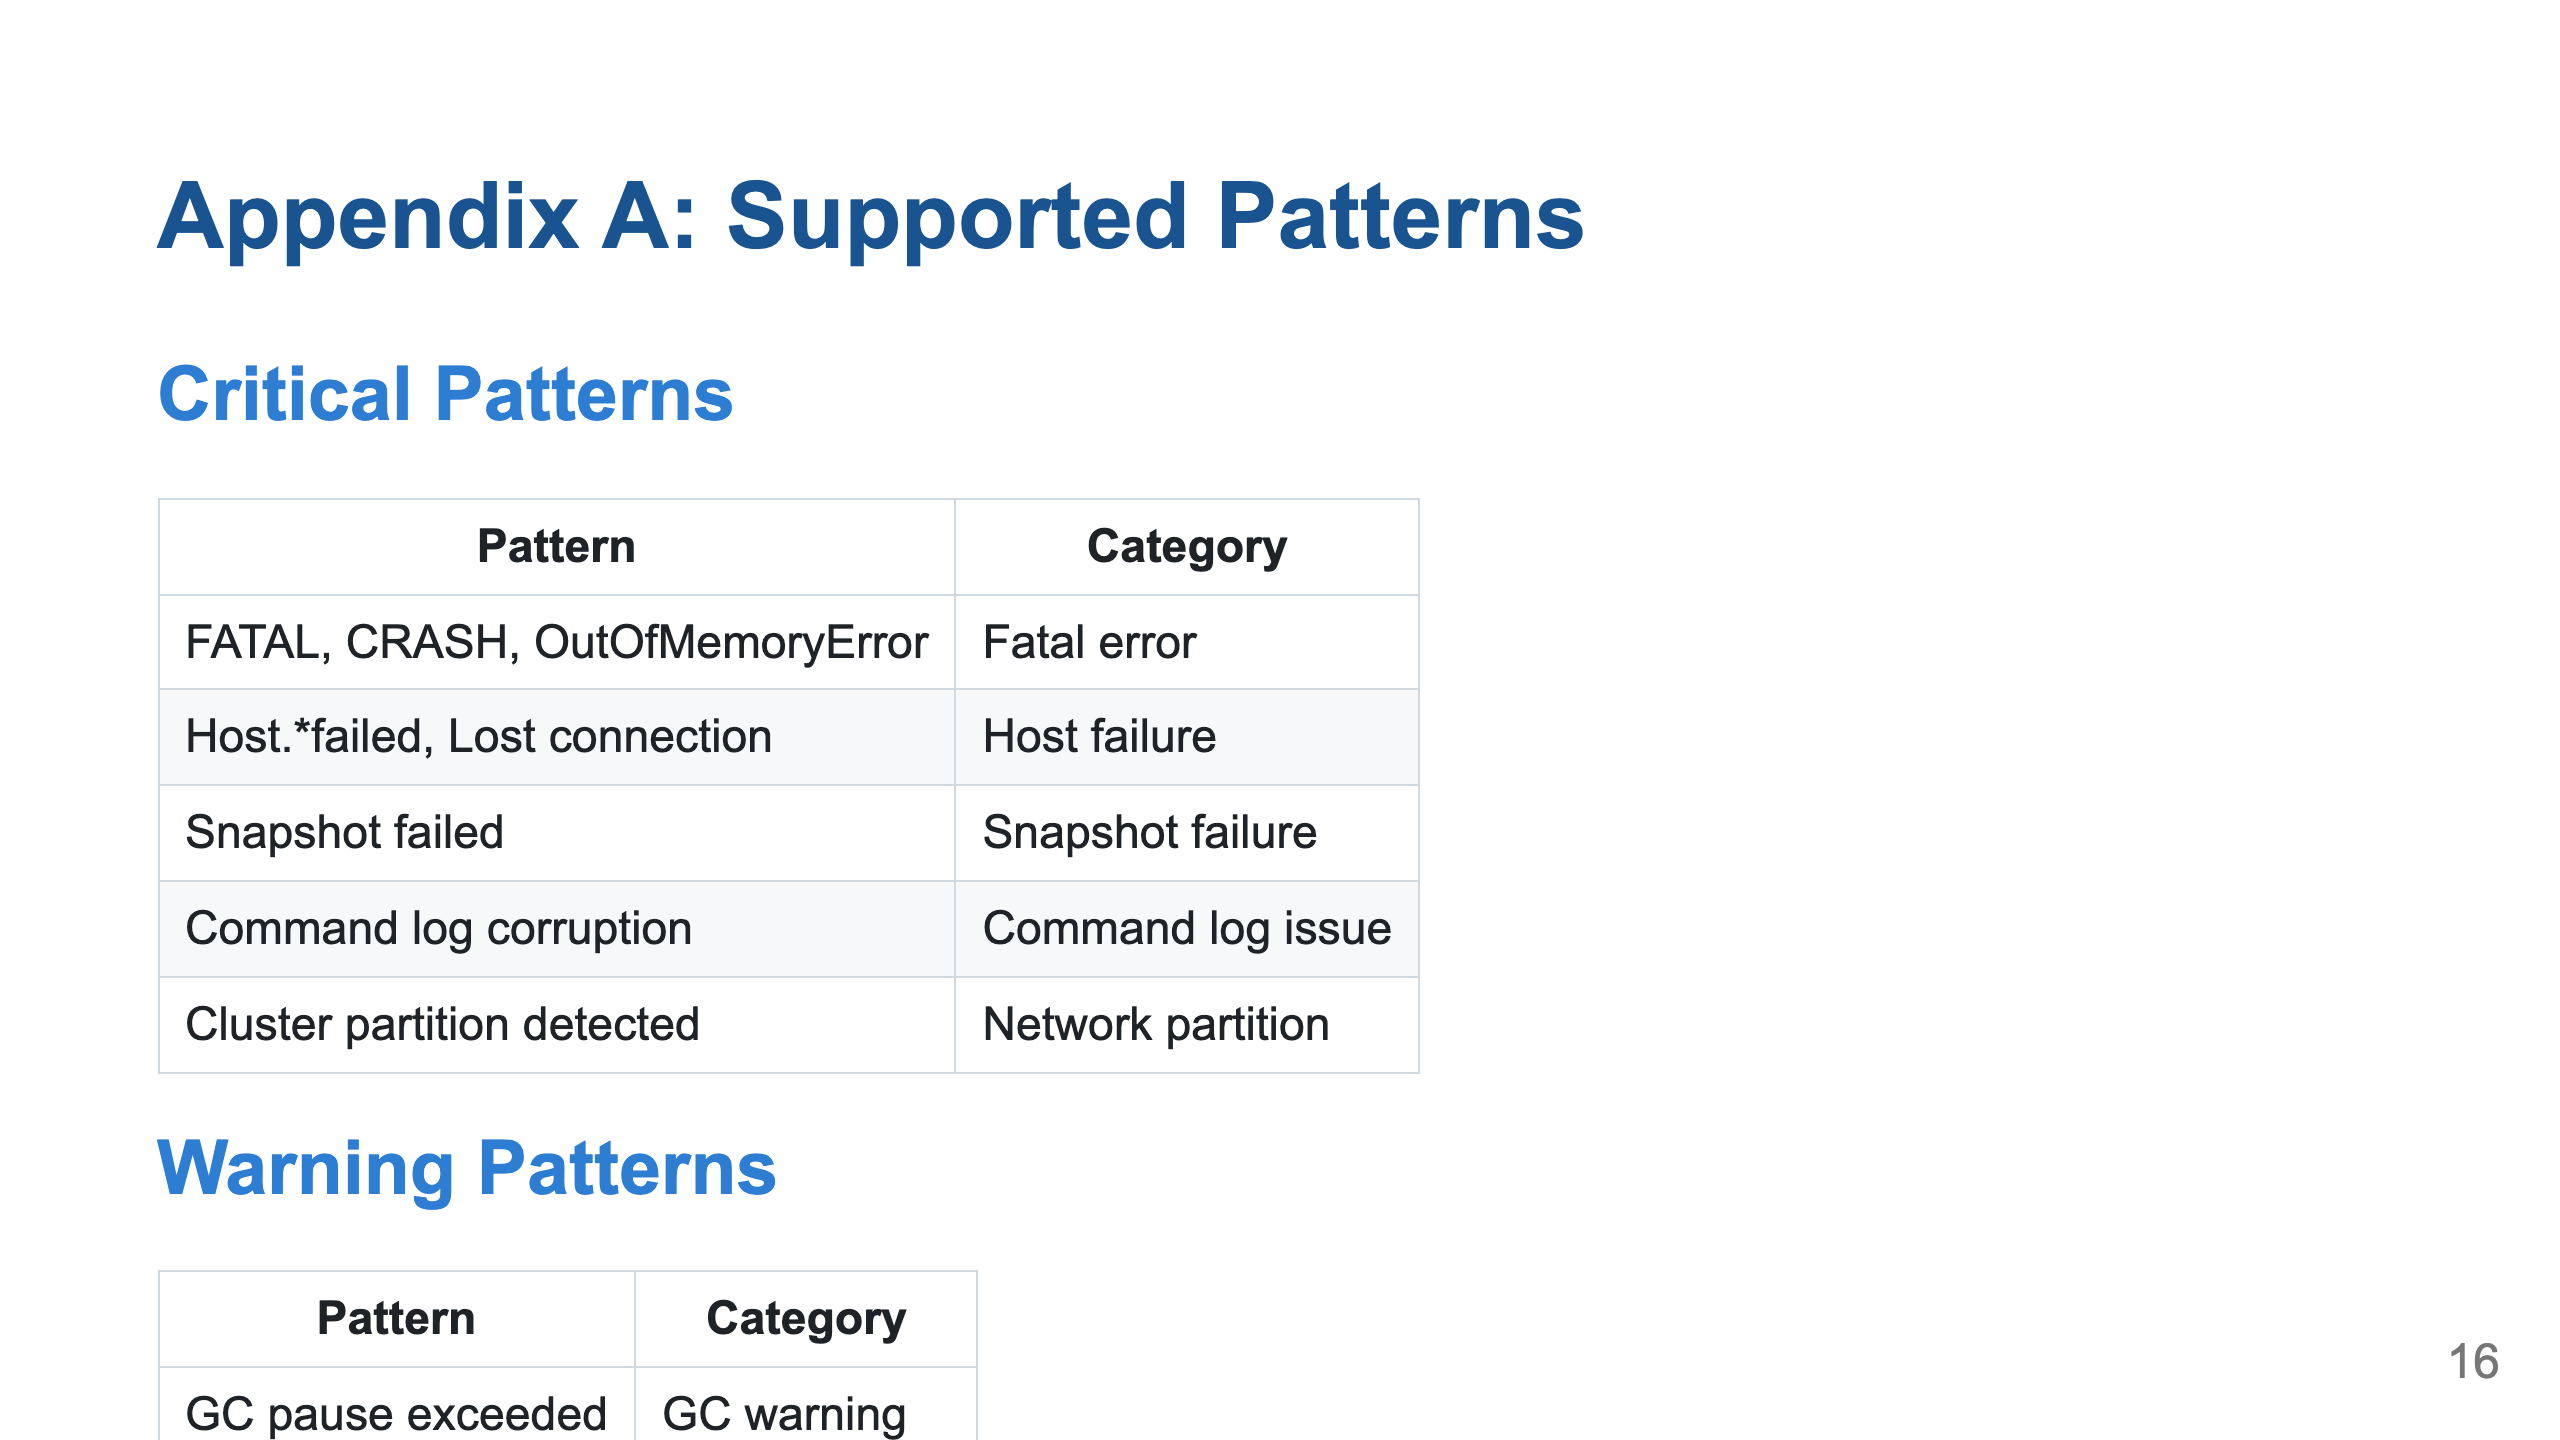 Appendix A: Supported Patterns
Critical Patterns
Pattern Category
FATAL, CRASH, OutOfMemoryError Fatal error
Host.*failed, Lost connection Host failure
Snapshot failed Snapshot failure
Command log corruption Command log issue
Cluster partition detected Network partition
Warning Patterns
Pattern Category
GC pause exceeded GC warning
16